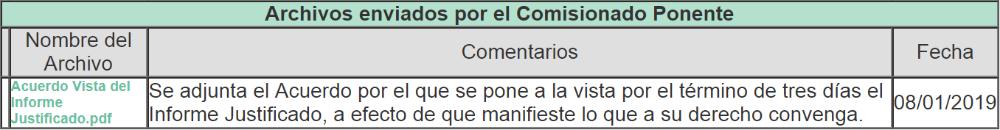 Archivos enviados por el Comisionado Ponente
Nombre del
Archivo
Comentarios
Fecha
Acuerdo Vista del
Informe
Justificado.pdf
Se adjunta el Acuerdo por el que se pone a la vista por el término de tres días el
Informe Justificado, a efecto de que manifieste lo que a su derecho convenga.
08/01/2019